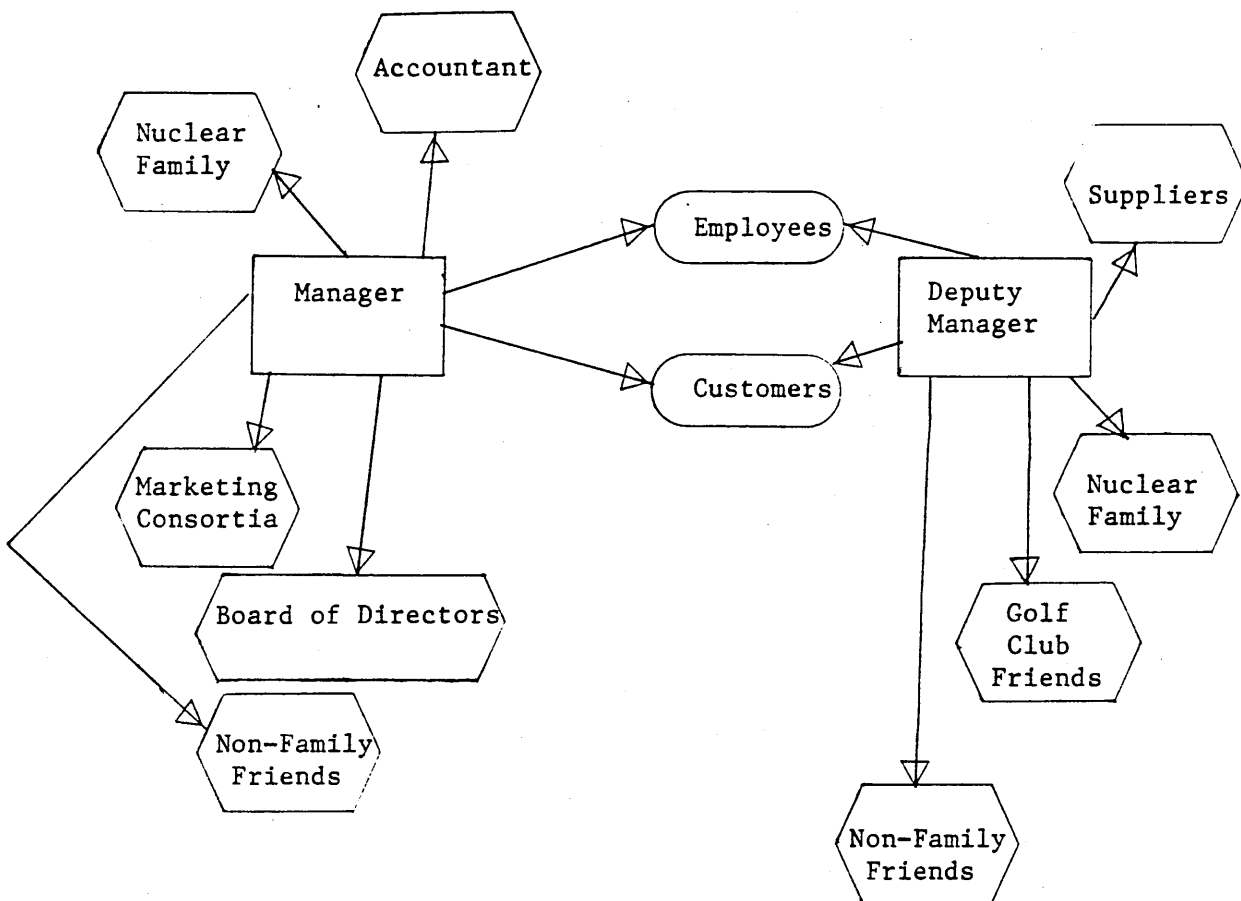 Accountant
Nuclear
Family
Employees
Suppliers
Manager
Deputy
Manager
Customers
Marketing
Consortia
Nuclear
Family
Board of Directors
Golf
Club
Friends
Non-Family
Friends
Non-Family
Friends